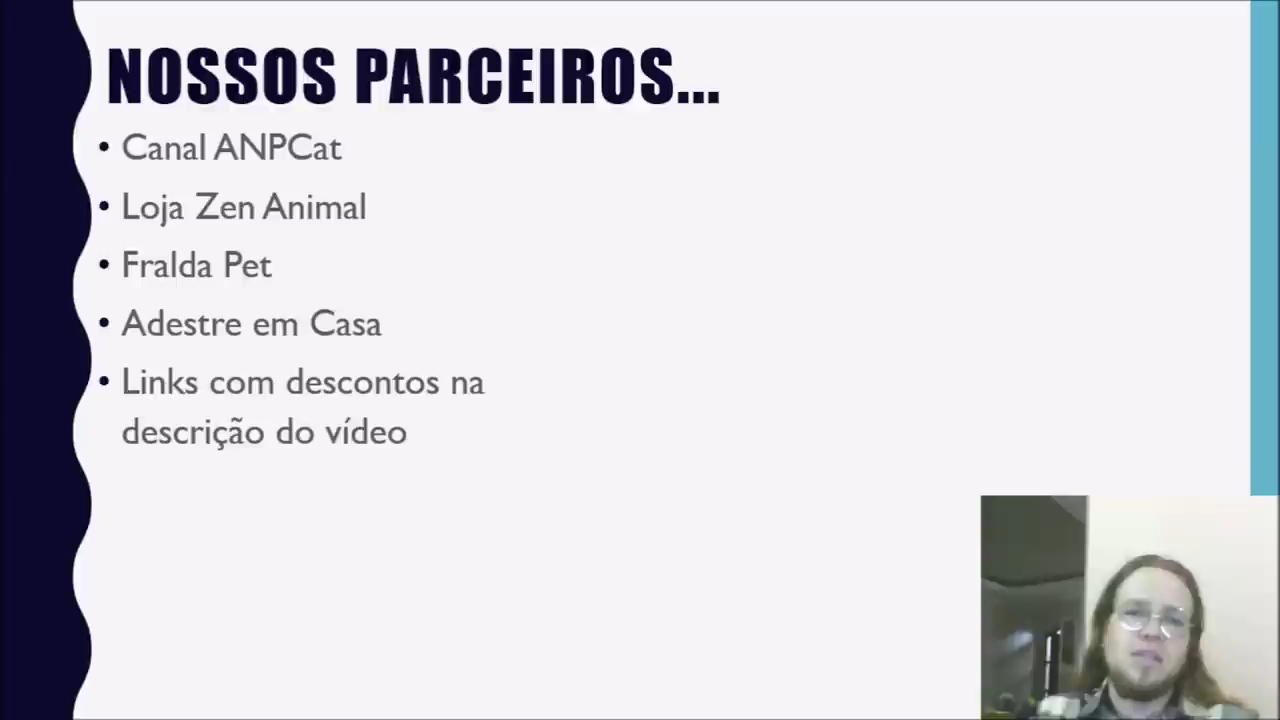 NOSSOS PARCEIROS...
• Canal ANPCat
• Loja Zen Animal
• Fralda Pet
• Adestre em Casa
• Links com descontos na
descrição do vídeo